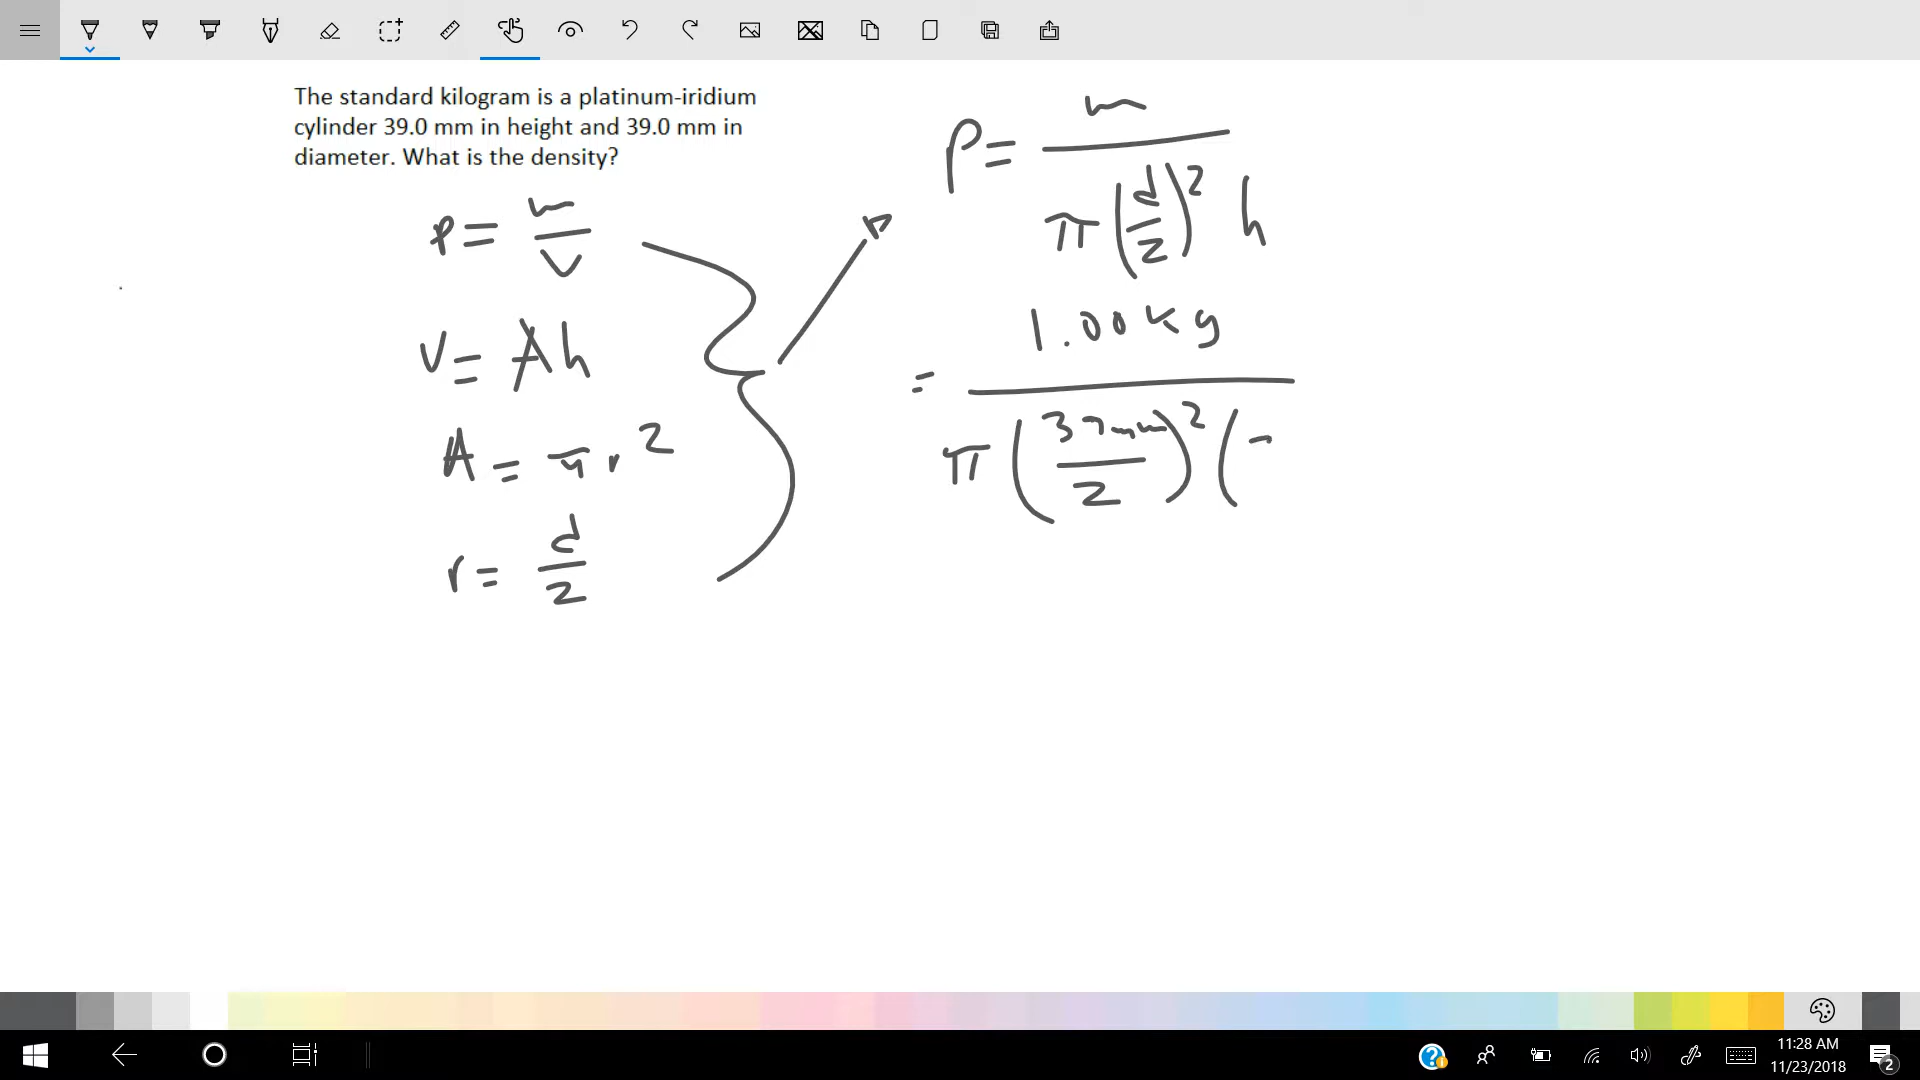 The standard kilogram is a platinum-iridium
cylinder 39.0 mm in height and 39.0 mm in
diameter. What is the density?
ρ = m / V
V = Ah
A = πr²
r = d / 2
ρ = m / π(d/2)² h
= 1.00 kg / π(39mm/2)² (
11:28 AM
11/23/2018
2